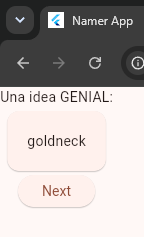 Namer App
Una idea GENIAL:
goldneck
Next